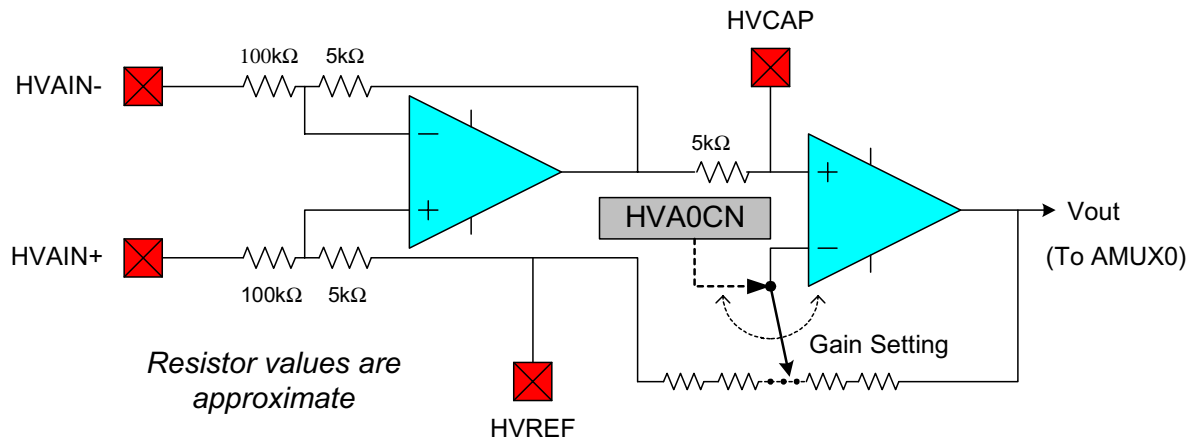 HVCAP
100kΩ 5kΩ
HVAIN-
5kΩ
−
+
HVA0CN
Vout
+
−
HVAIN+
(To AMUX0)
100kΩ 5kΩ
Gain Setting
Resistor values are
approximate
HVREF